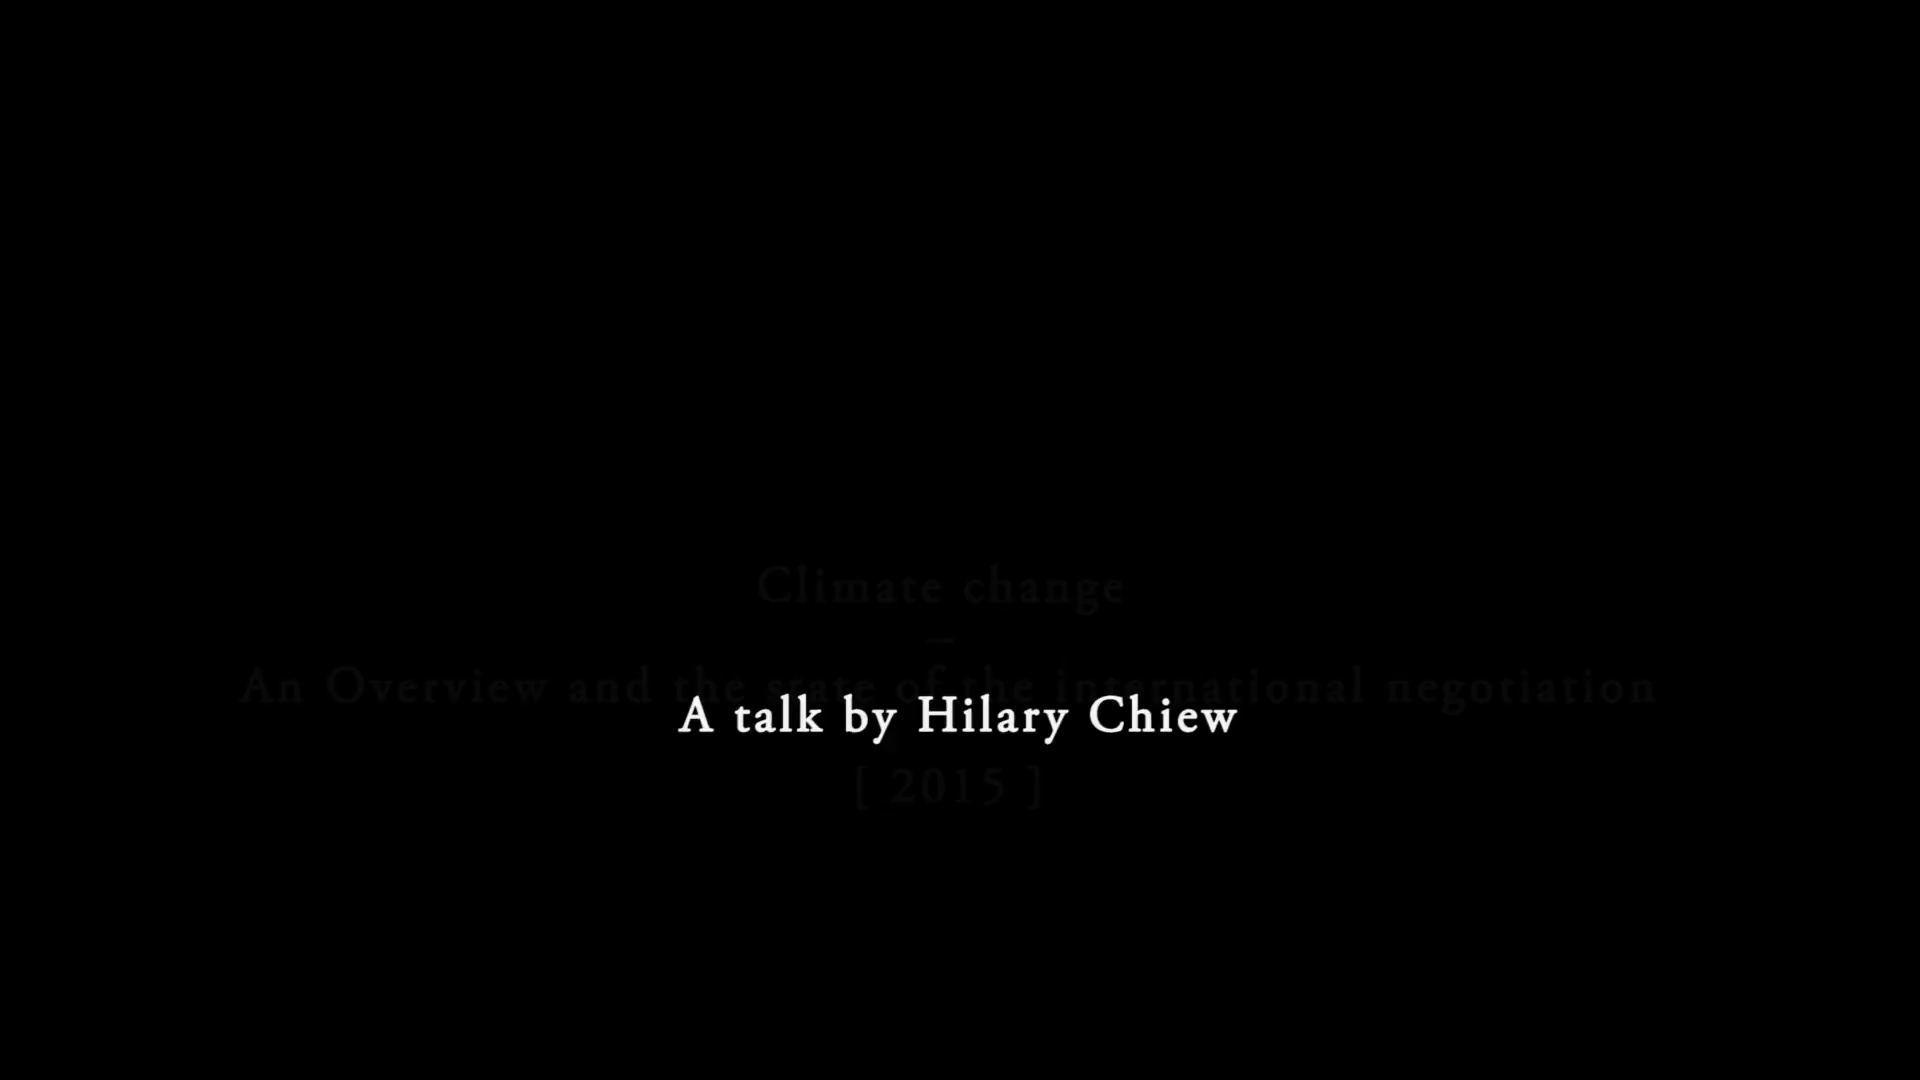 Climate change
–
An Overview and the state of the international negotiation
A talk by Hilary Chiew
[ 2015 ]